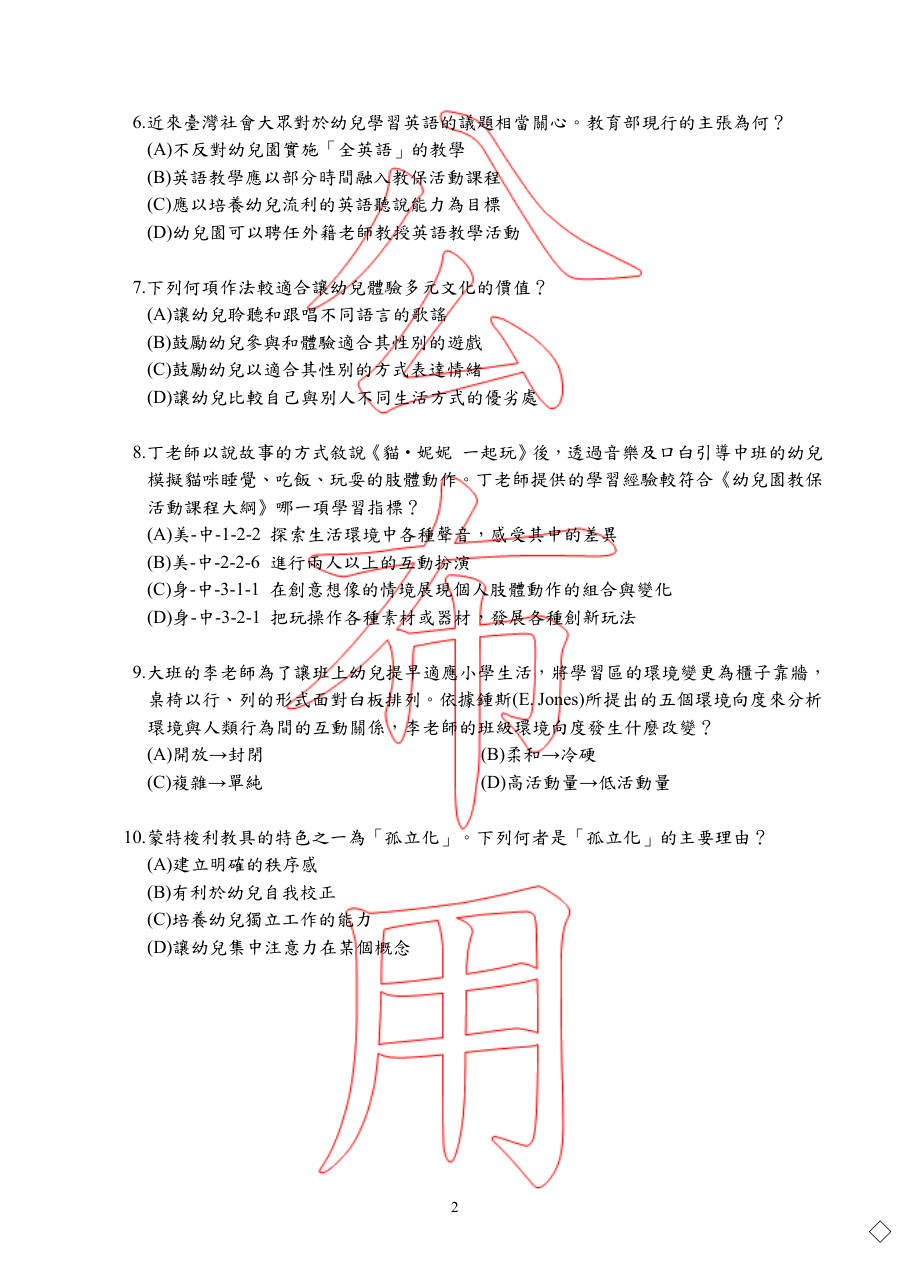 6.近來臺灣社會大眾對於幼兒學習英語的議題相當關心。教育部現行的主張為何？
(A)不反對幼兒園實施「全英語」的教學
(B)英語教學應以部分時間融入教保活動課程
(C)應以培養幼兒流利的英語聽說能力為目標
(D)幼兒園可以聘任外籍老師教授英語教學活動
7.下列何項作法較適合讓幼兒體驗多元文化的價值？
(A)讓幼兒聆聽和跟唱不同語言的歌謠
(B)鼓勵幼兒參與和體驗適合其性別的遊戲
(C)鼓勵幼兒以適合其性別的方式表達情緒
(D)讓幼兒比較自己與別人不同生活方式的優劣處
8.丁老師以說故事的方式敘說《貓‧妮妮 一起玩》後，透過音樂及口白引導中班的幼兒
模擬貓咪睡覺、吃飯、玩耍的肢體動作。丁老師提供的學習經驗較符合《幼兒園教保
活動課程大綱》哪一項學習指標？
(A)美-中-1-2-2 探索生活環境中各種聲音，感受其中的差異
(B)美-中-2-2-6 進行兩人以上的互動扮演
(C)身-中-3-1-1 在創意想像的情境展現個人肢體動作的組合與變化
(D)身-中-3-2-1 把玩操作各種素材或器材，發展各種創新玩法
9.大班的李老師為了讓班上幼兒提早適應小學生活，將學習區的環境變更為櫃子靠牆，
桌椅以行、列的形式面對白板排列。依據鍾斯(E. Jones)所提出的五個環境向度來分析
環境與人類行為間的互動關係，李老師的班級環境向度發生什麼改變？
(A)開放→封閉 (B)柔和→冷硬
(C)複雜→單純 (D)高活動量→低活動量
10.蒙特梭利教具的特色之一為「孤立化」。下列何者是「孤立化」的主要理由？
(A)建立明確的秩序感
(B)有利於幼兒自我校正
(C)培養幼兒獨立工作的能力
(D)讓幼兒集中注意力在某個概念
公
布
用
2